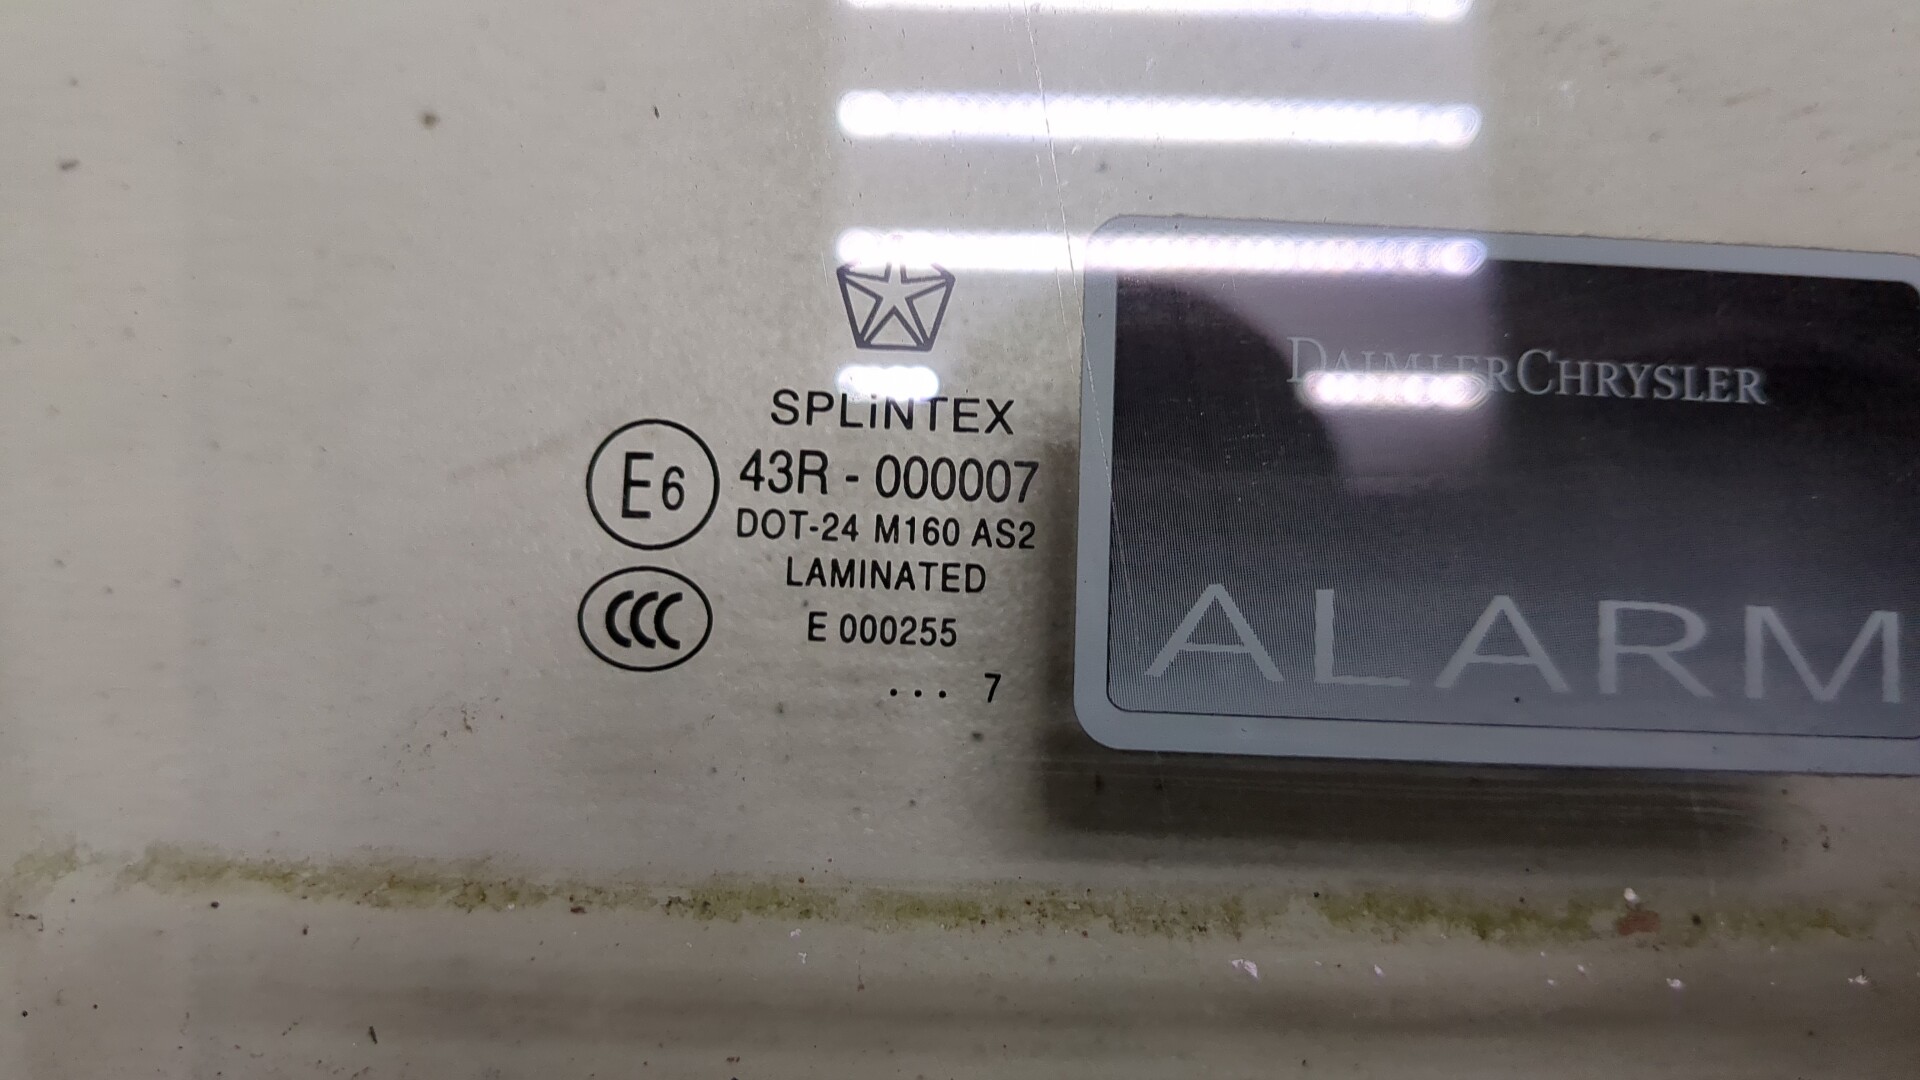 SPLiNTEX
E6
43R - 000007
DOT-24 M160 AS2
LAMINATED
CCC
E 000255
... 7
DAIMLERCHRYSLER
ALARM